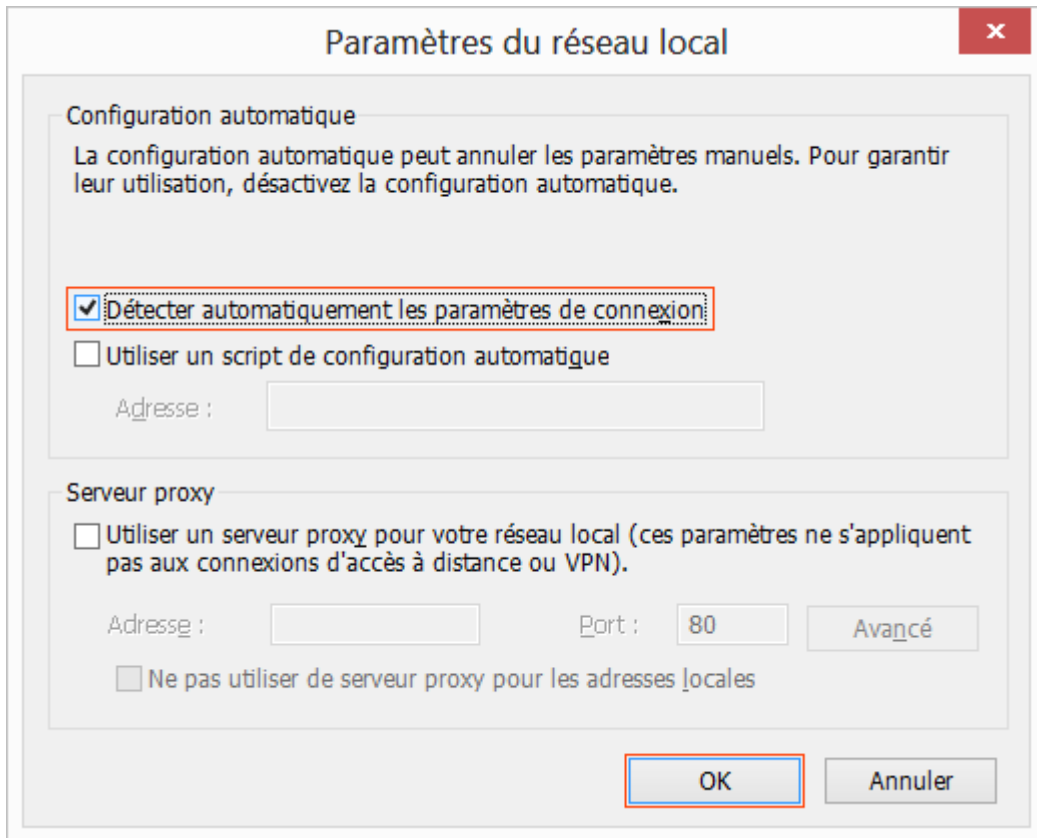 Paramètres du réseau local
x
Configuration automatique
La configuration automatique peut annuler les paramètres manuels. Pour garantir
leur utilisation, désactivez la configuration automatique.
Détecter automatiquement les paramètres de connexion
Utiliser un script de configuration automatique
Adresse :
Serveur proxy
Utiliser un serveur proxy pour votre réseau local (ces paramètres ne s'appliquent
pas aux connexions d'accès à distance ou VPN).
Adresse : Port : 80 Avancé
Ne pas utiliser de serveur proxy pour les adresses locales
OK Annuler